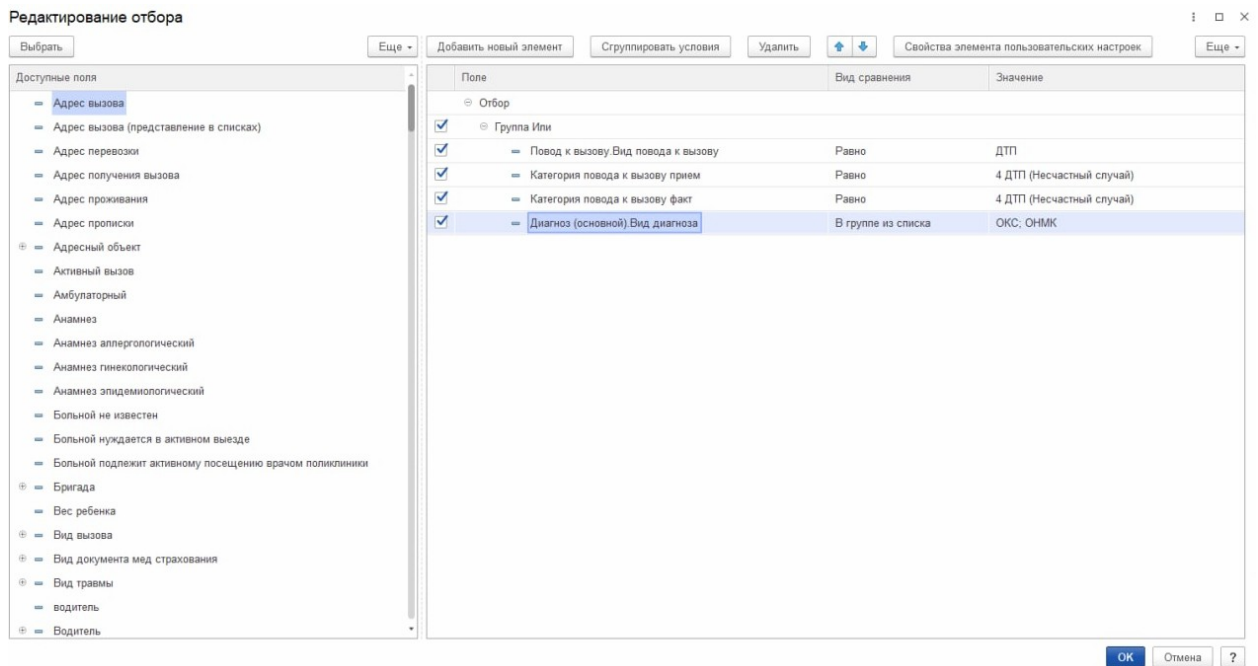 Редактирование отбора
Выбрать
Еще
Добавить новый элемент
Сгруппировать условия
Удалить
Свойства элемента пользовательских настроек
Еще
Доступные поля
Адрес вызова
Адрес вызова (представление в списках)
Адрес перевозки
Адрес получения вызова
Адрес проживания
Адрес прописки
Адресный объект
Активный вызов
Амбулаторный
Анамнез
Анамнез аллергологический
Анамнез гинекологический
Анамнез эпидемиологический
Больной не известен
Больной нуждается в активном выезде
Больной подлежит активному посещению врачом поликлиники
Бригада
Вес ребенка
Вид вызова
Вид документа мед страхования
Вид травмы
водитель
Водитель
Поле Вид сравнения Значение
Отбор
Группа Или
Повод к вызову.Вид повода к вызову Равно ДТП
Категория повода к вызову прием Равно 4 ДТП (Несчастный случай)
Категория повода к вызову факт Равно 4 ДТП (Несчастный случай)
Диагноз (основной).Вид диагноза В группе из списка ОКС; ОНМК
ОК
Отмена
?